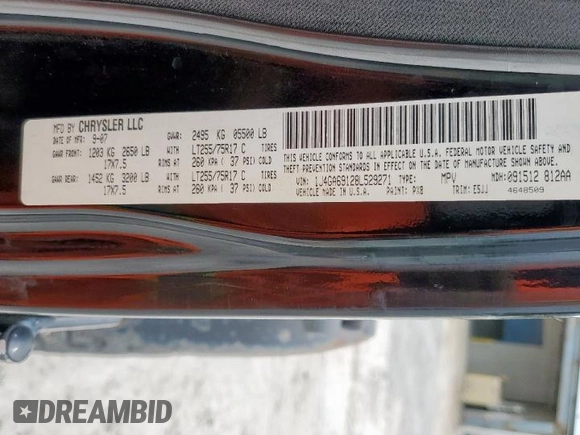 MFD BY CHRYSLER LLC
DATE OF MFR: 9-07
GVWR: 2495 KG 05500 LB
GAWR FRONT: 1203 KG 2650 LB WITH LT255/75R17 C TIRES
17X7.5 RIMS AT 260 KPA ( 37 PSI) COLD
GAWR REAR: 1452 KG 3200 LB WITH LT255/75R17 C TIRES
17X7.5 RIMS AT 260 KPA ( 37 PSI) COLD
THIS VEHICLE CONFORMS TO ALL APPLICABLE U.S.A. FEDERAL MOTOR VEHICLE SAFETY
AND THEFT PREVENTION STANDARDS IN EFFECT ON THE DATE OF MANUFACTURE SHOWN ABOVE.
VIN: 1J4GA69128L529271 TYPE: MPV MDH: 091512 812AA
VEHICLE MADE IN U.S.A. PAINT: PX8 TRIM: E5JJ 4648509
DREAMBID